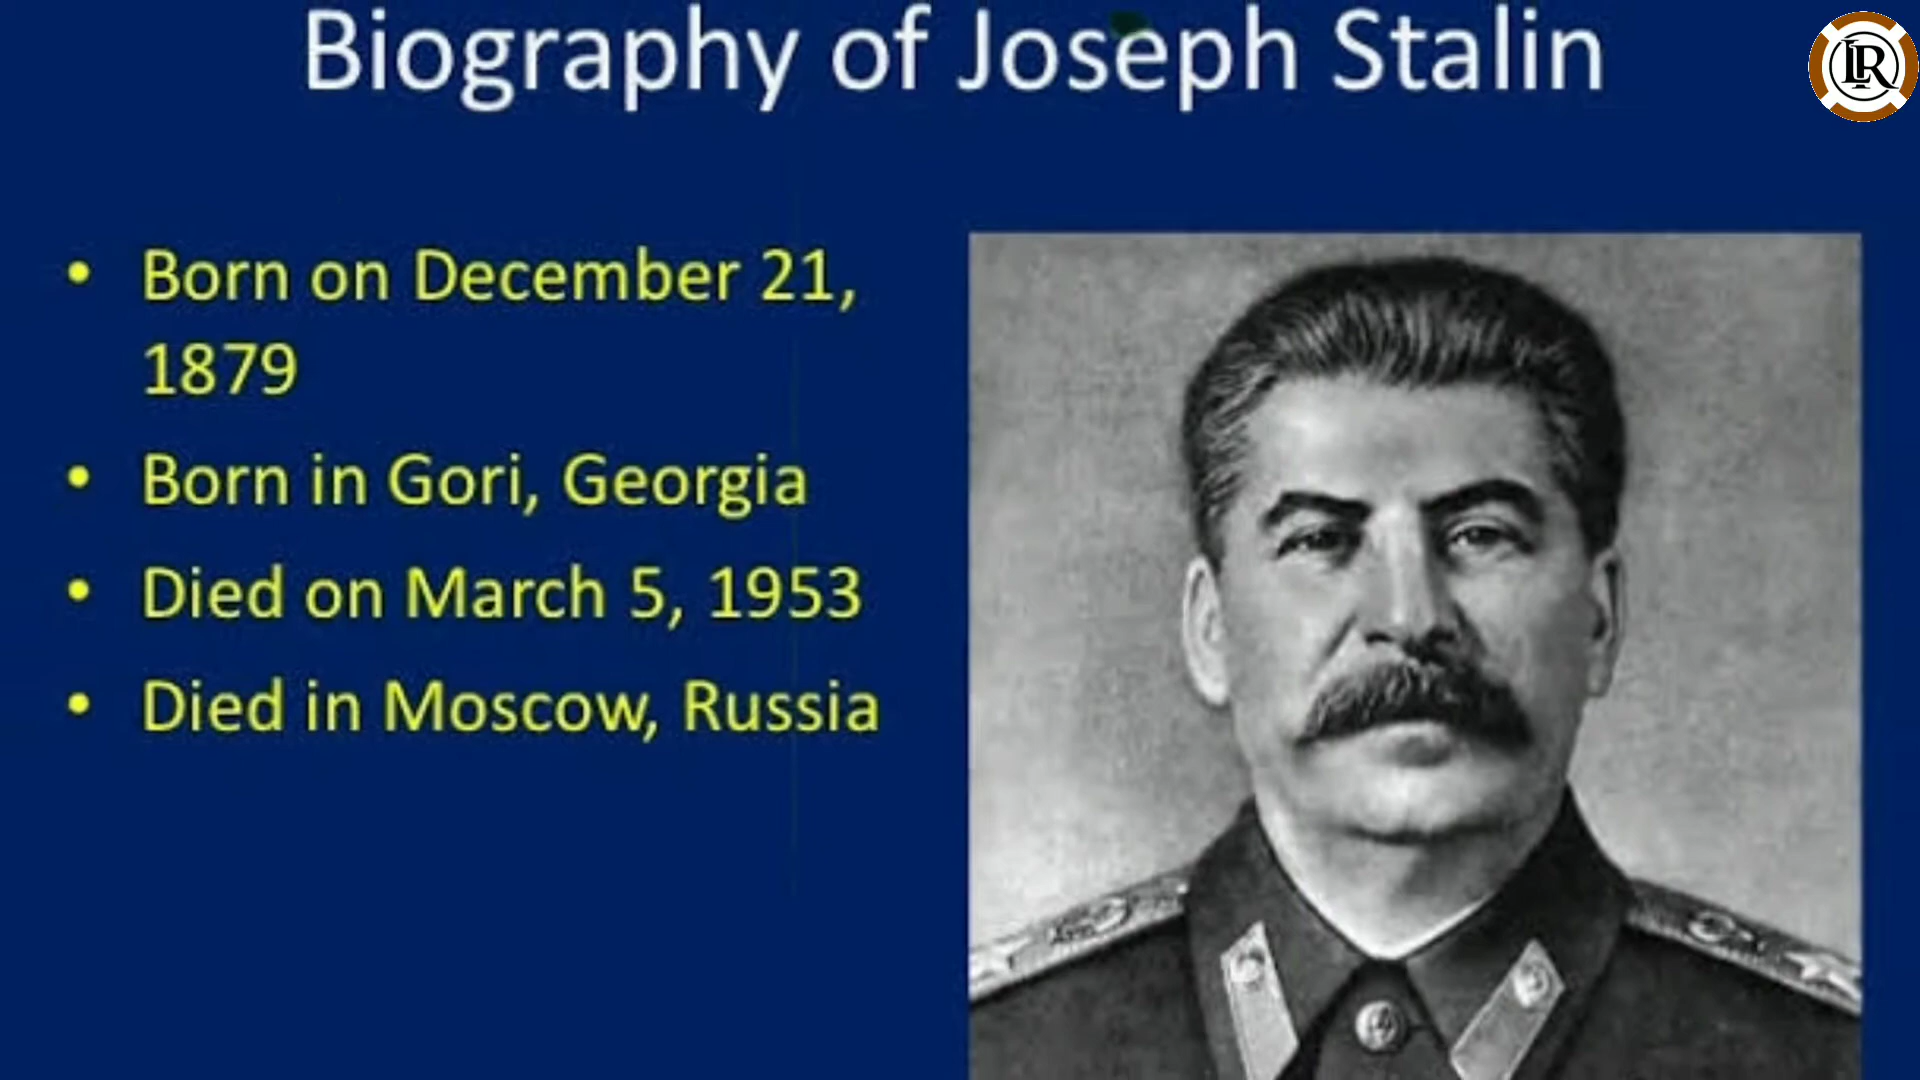 Biography of Joseph Stalin
LR
• Born on December 21,
1879
• Born in Gori, Georgia
• Died on March 5, 1953
• Died in Moscow, Russia